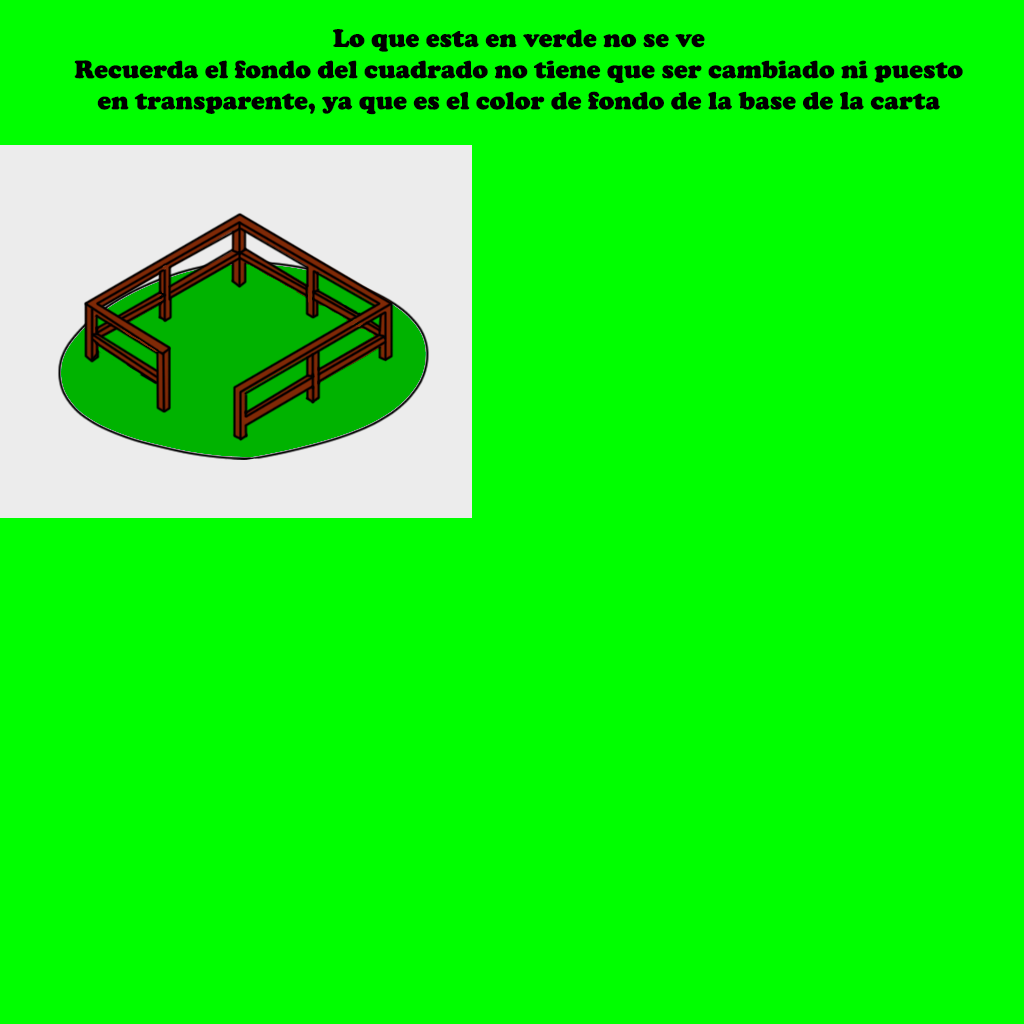 Lo que esta en verde no se ve
Recuerda el fondo del cuadrado no tiene que ser cambiado ni puesto
en transparente, ya que es el color de fondo de la base de la carta